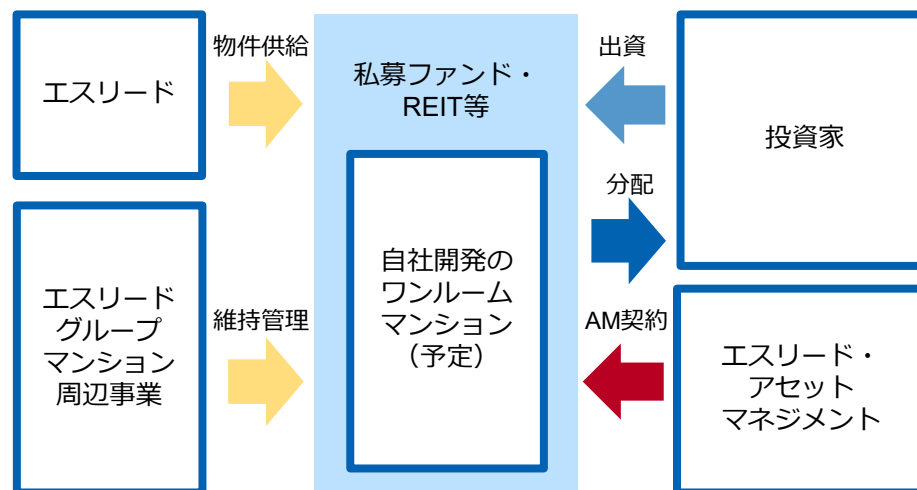 物件供給
出資
エスリード
私募ファンド・
REIT等
投資家
分配
エスリード
グループ
マンション
周辺事業
維持管理
自社開発の
ワンルーム
マンション
（予定）
AM契約
エスリード・
アセット
マネジメント